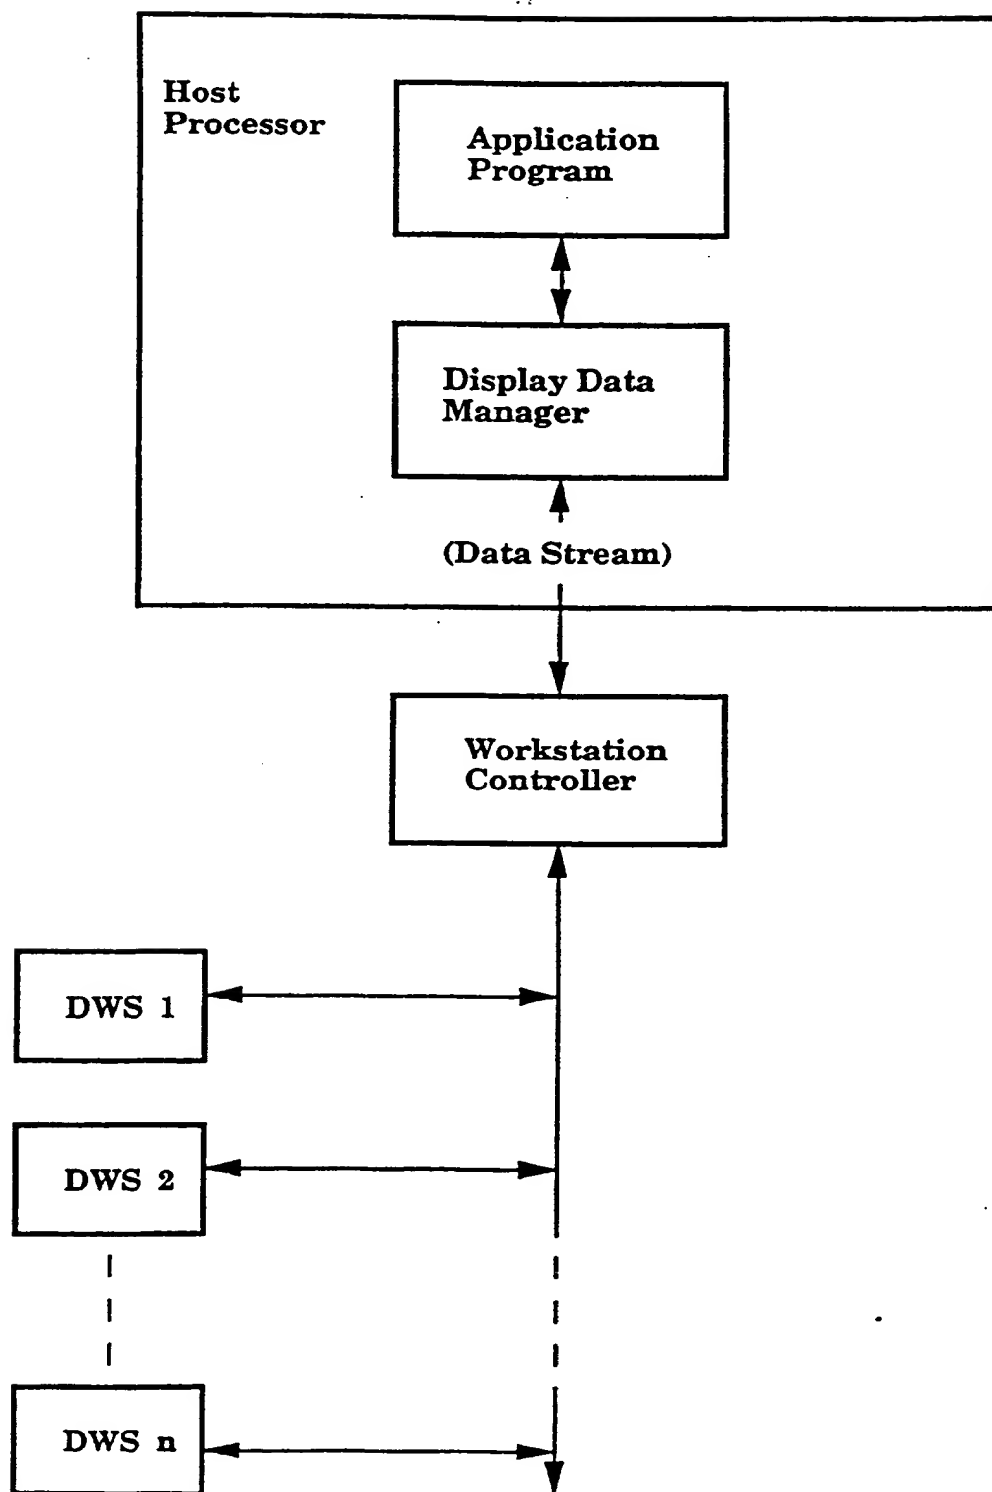 Host
Processor
Application
Program
Display Data
Manager
(Data Stream)
Workstation
Controller
DWS 1
DWS 2
DWS n